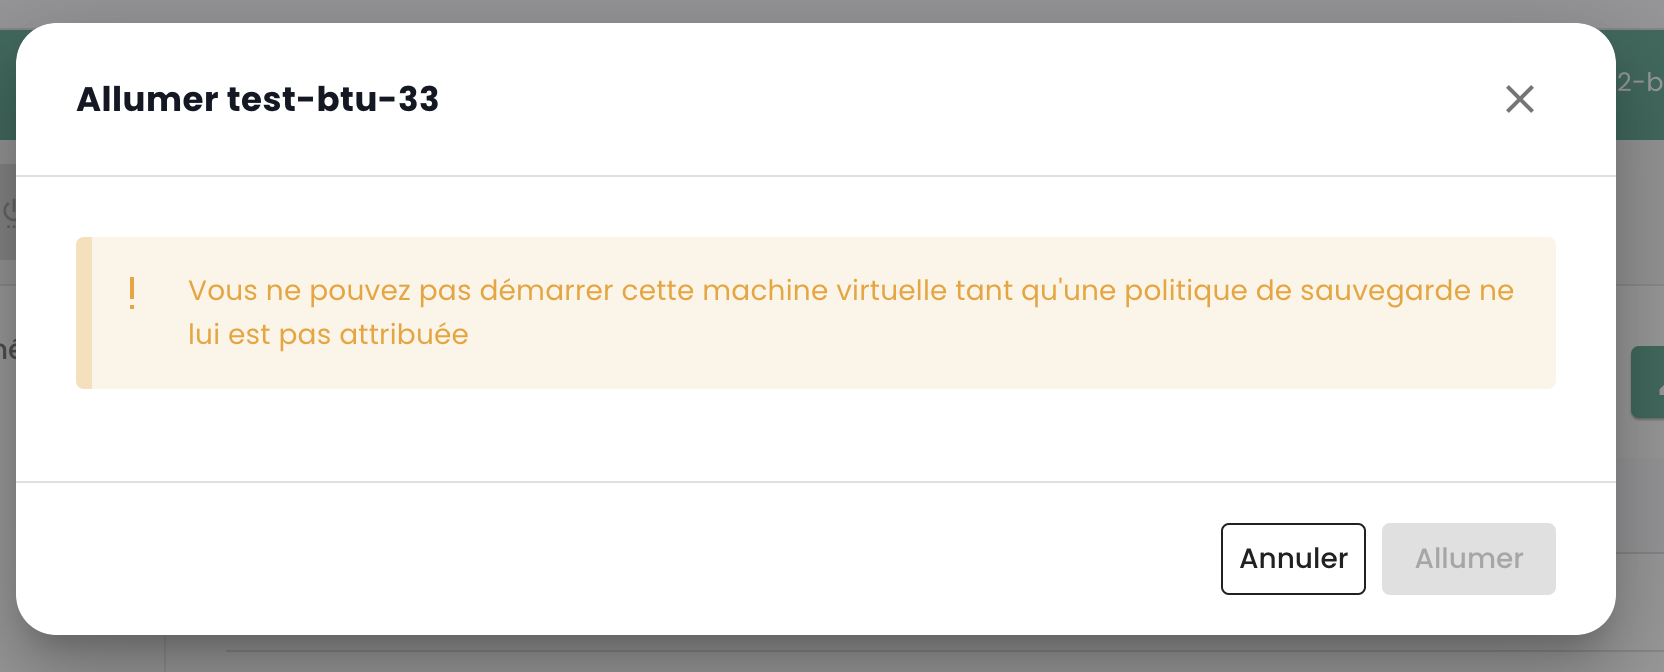 Allumer test-btu-33
2-b
Vous ne pouvez pas démarrer cette machine virtuelle tant qu'une politique de sauvegarde ne
lui est pas attribuée
Annuler
Allumer